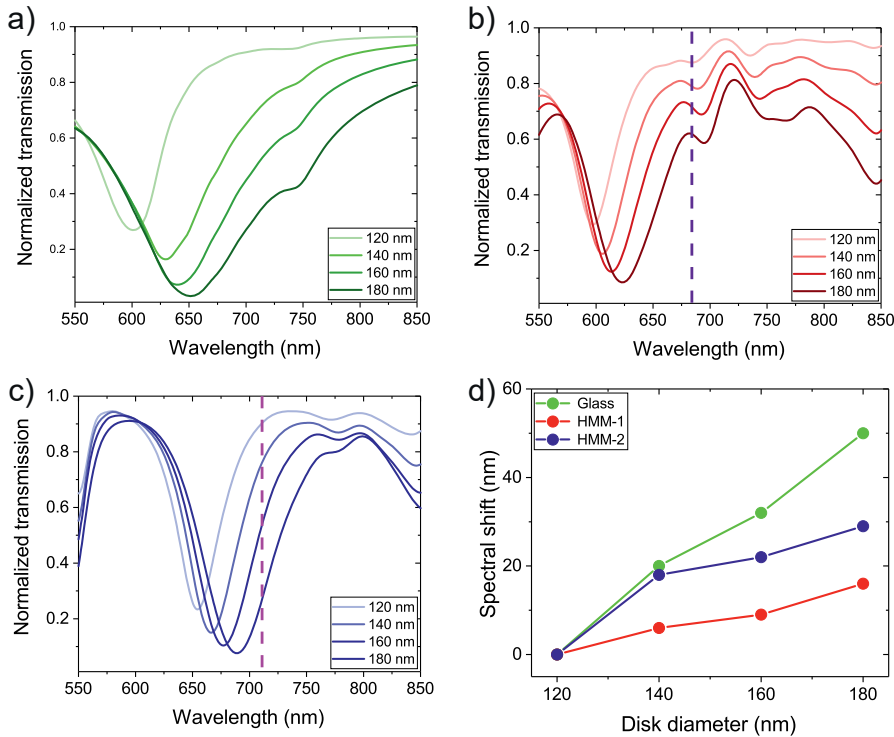 a)
Normalized transmission
1.0
0.8
0.6
0.4
0.2
550 600 650 700 750 800 850
Wavelength (nm)
120 nm
140 nm
160 nm
180 nm
b)
Normalized transmission
1.0
0.8
0.6
0.4
0.2
550 600 650 700 750 800 850
Wavelength (nm)
120 nm
140 nm
160 nm
180 nm
c)
Normalized transmission
1.0
0.8
0.6
0.4
0.2
550 600 650 700 750 800 850
Wavelength (nm)
120 nm
140 nm
160 nm
180 nm
d)
Spectral shift (nm)
60
40
20
0
120 140 160 180
Disk diameter (nm)
Glass
HMM-1
HMM-2